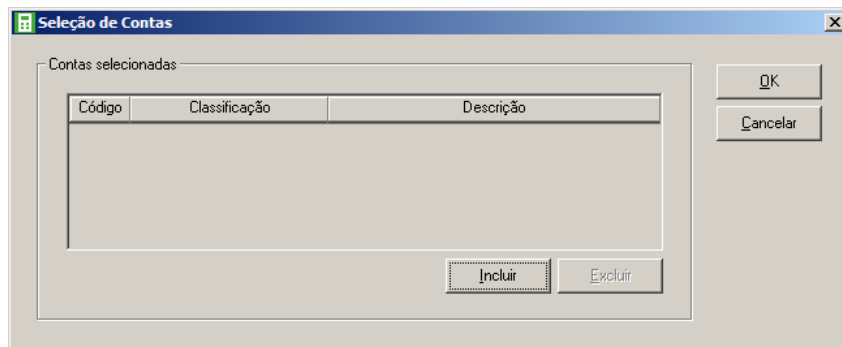 Seleção de Contas
Contas selecionadas
OK
Código Classificação Descrição
Cancelar
Incluir Excluir